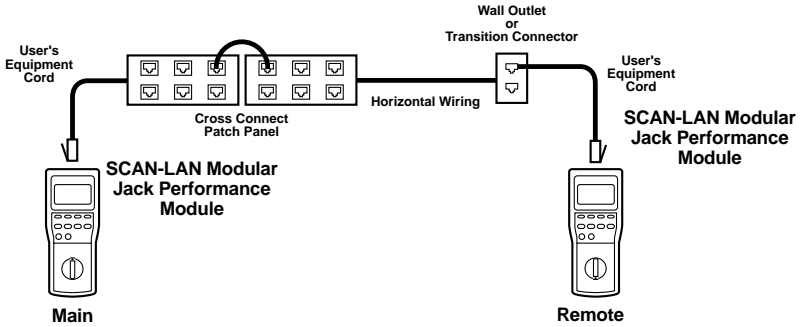 Wall Outlet
or
Transition Connector
User's
Equipment
Cord
Cross Connect
Patch Panel
Horizontal Wiring
User's
Equipment
Cord
SCAN-LAN Modular
Jack Performance
Module
SCAN-LAN Modular
Jack Performance
Module
Main
Remote